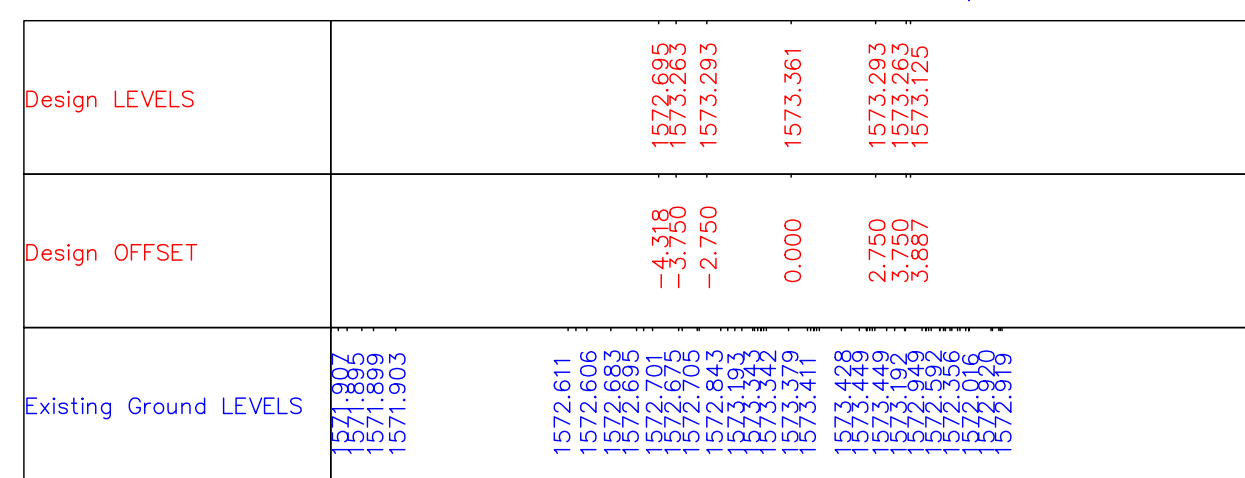 Design LEVELS 1572.695 1573.263 1573.293 1573.361 1573.293 1573.263 1573.125
Design OFFSET -4.318 -3.750 -2.750 0.000 2.750 3.750 3.887
Existing Ground LEVELS 1571.907 1571.895 1571.899 1571.903 1572.611 1572.606 1572.683 1572.695 1572.701 1572.675 1572.705 1572.843 1573.193 1573.343 1573.342 1573.379 1573.411 1573.428 1573.449 1573.449 1573.192 1572.949 1572.592 1572.356 1572.016 1572.920 1572.919